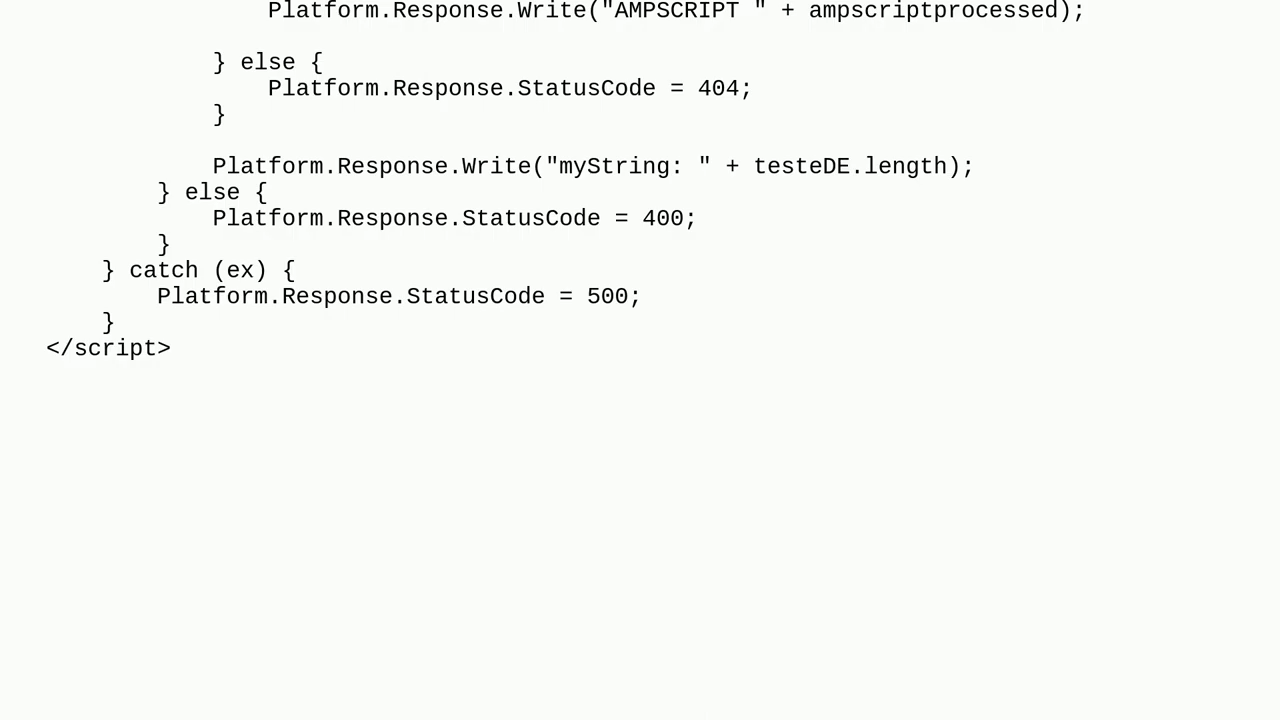 Platform.Response.Write("AMPSCRIPT " + ampscriptprocessed);
} else {
Platform.Response.StatusCode = 404;
}
Platform.Response.Write("myString: " + testeDE.length);
} else {
Platform.Response.StatusCode = 400;
}
} catch (ex) {
Platform.Response.StatusCode = 500;
}
</script>